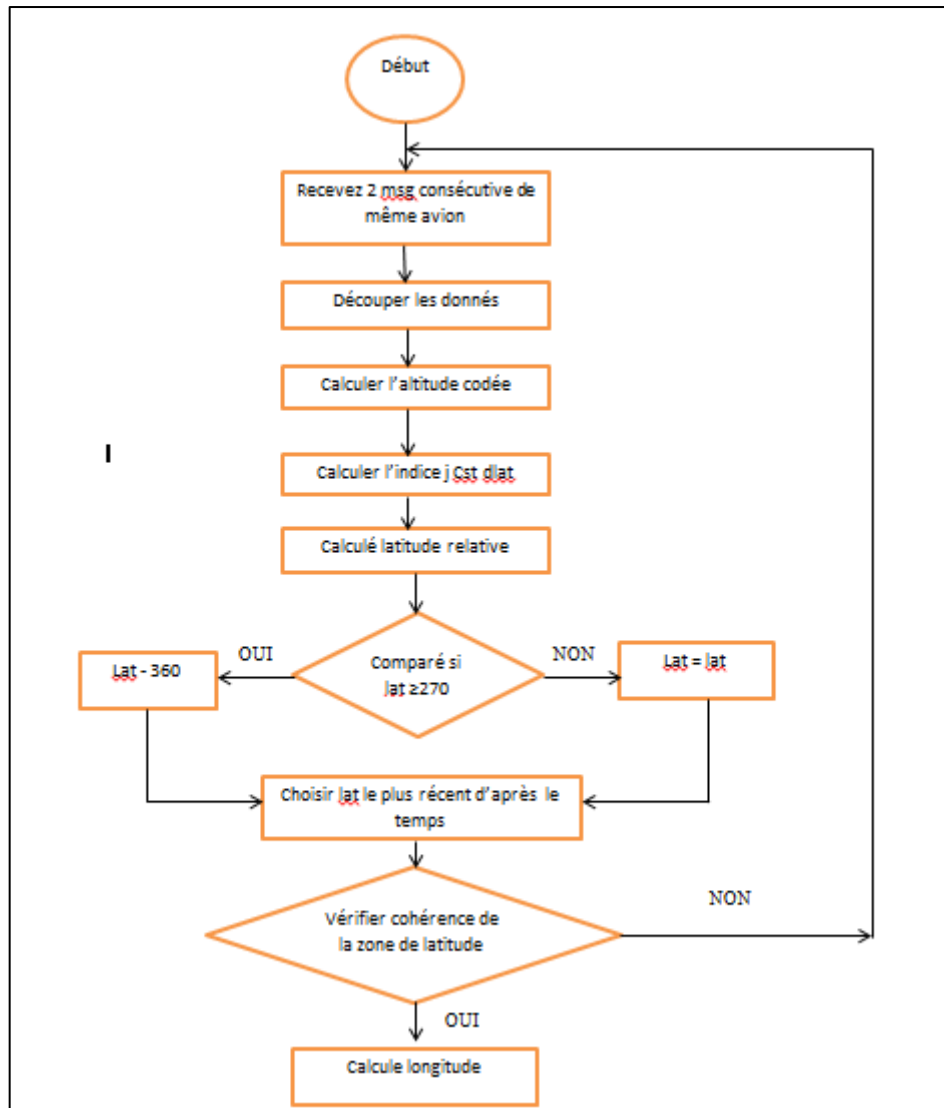 Début
Recevez 2 msg consécutive de
même avion
Découper les donnés
Calculer l'altitude codée
I
Calculer l'indice j Cst dlat
Calculé latitude relative
OUI
NON
Lat - 360
Comparé si
lat ≥270
Lat = lat
Choisir lat le plus récent d'après le
temps
NON
Vérifier cohérence de
la zone de latitude
OUI
Calcule longitude